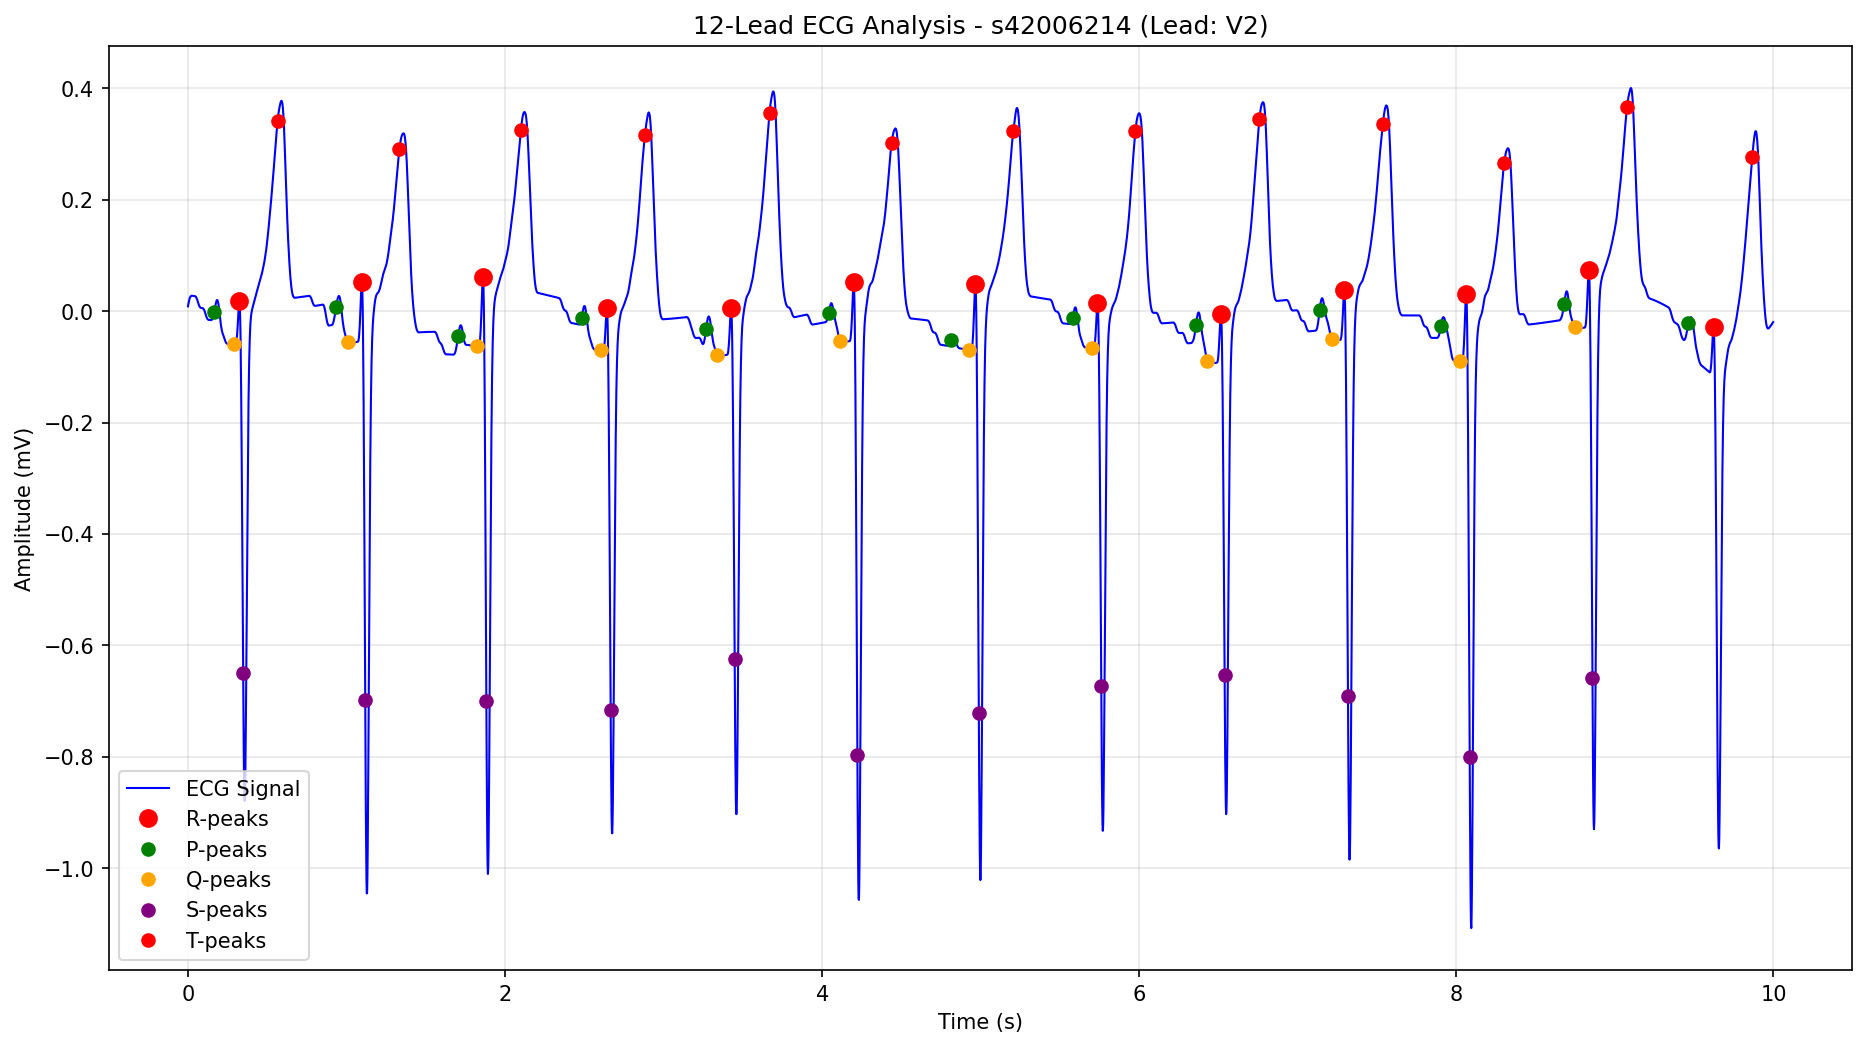 12-Lead ECG Analysis - s42006214 (Lead: V2)
0.4
0.2
0.0
−0.2
−0.4
−0.6
−0.8
−1.0
Amplitude (mV)
ECG Signal
R-peaks
P-peaks
Q-peaks
S-peaks
T-peaks
0 2 4 6 8 10
Time (s)